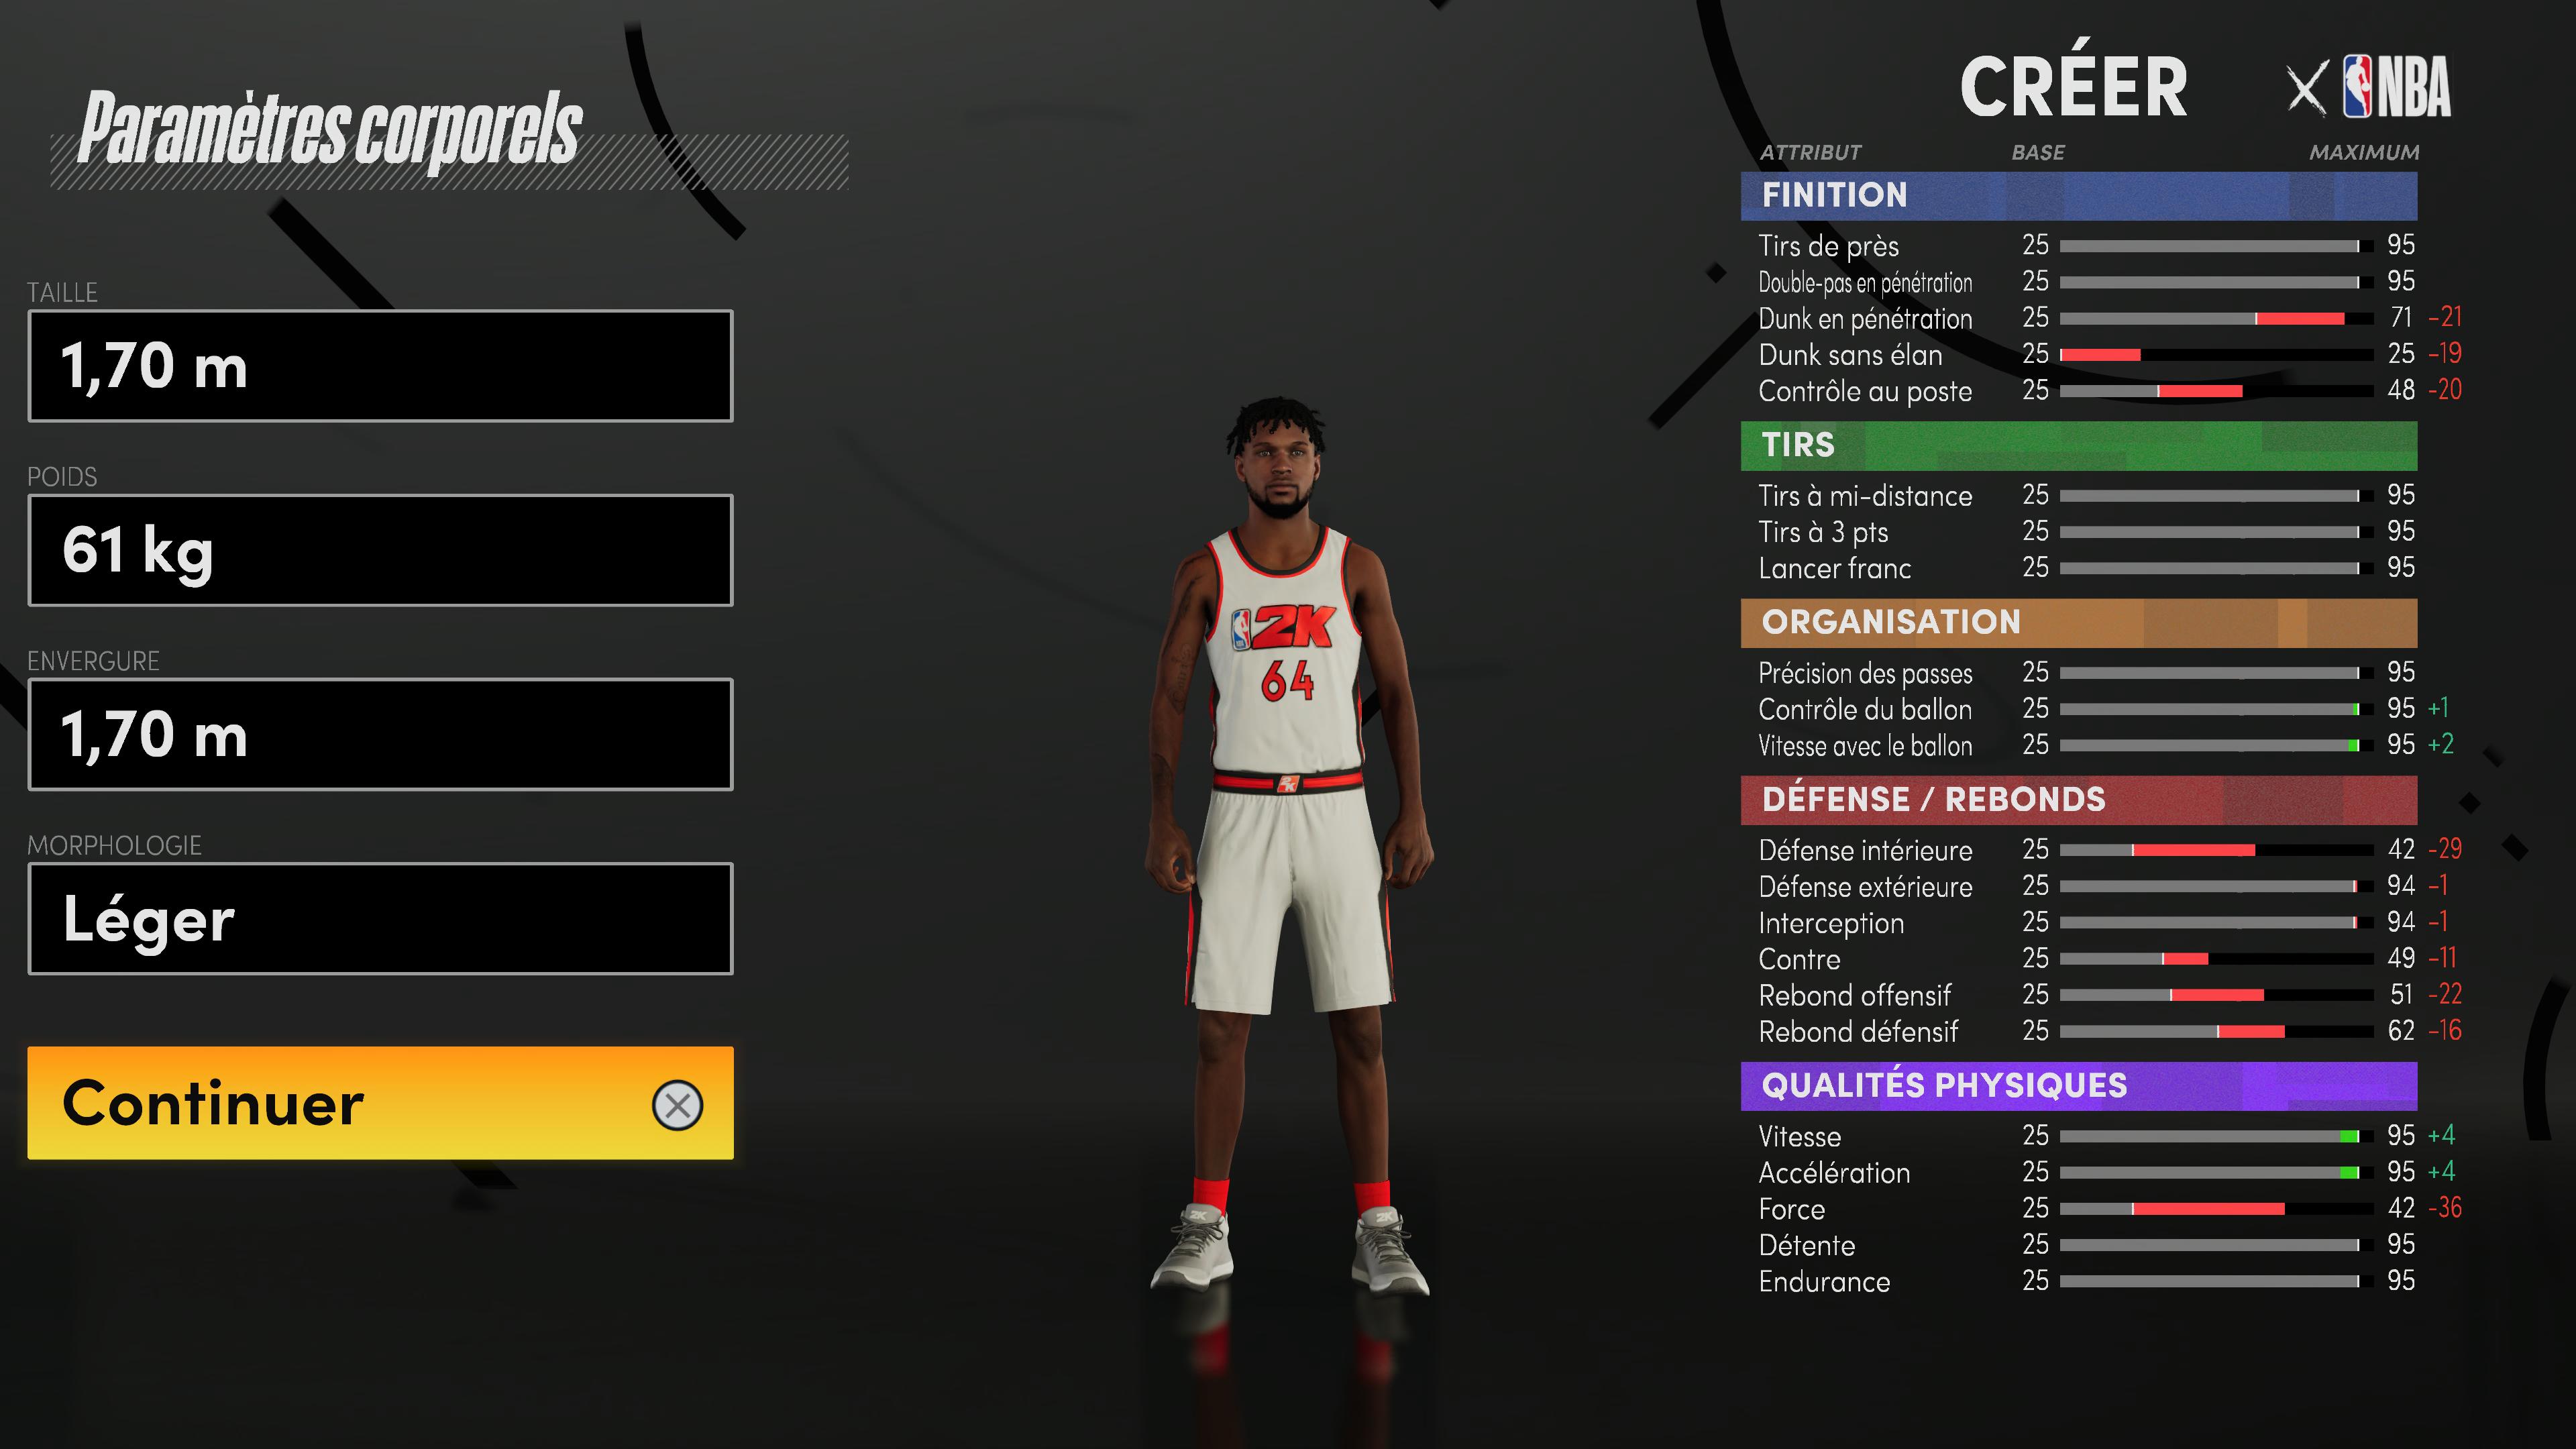 Paramètres corporels
TAILLE
1,70 m
POIDS
61 kg
ENVERGURE
1,70 m
MORPHOLOGIE
Léger
Continuer
2K
64
2K
2K
2K
CRÉER
NBA
ATTRIBUT BASE MAXIMUM
FINITION
Tirs de près 25 95
Double-pas en pénétration 25 95
Dunk en pénétration 25 71 -21
Dunk sans élan 25 25 -19
Contrôle au poste 25 48 -20
TIRS
Tirs à mi-distance 25 95
Tirs à 3 pts 25 95
Lancer franc 25 95
ORGANISATION
Précision des passes 25 95
Contrôle du ballon 25 95 +1
Vitesse avec le ballon 25 95 +2
DÉFENSE / REBONDS
Défense intérieure 25 42 -29
Défense extérieure 25 94 -1
Interception 25 94 -1
Contre 25 49 -11
Rebond offensif 25 51 -22
Rebond défensif 25 62 -16
QUALITÉS PHYSIQUES
Vitesse 25 95 +4
Accélération 25 95 +4
Force 25 42 -36
Détente 25 95
Endurance 25 95